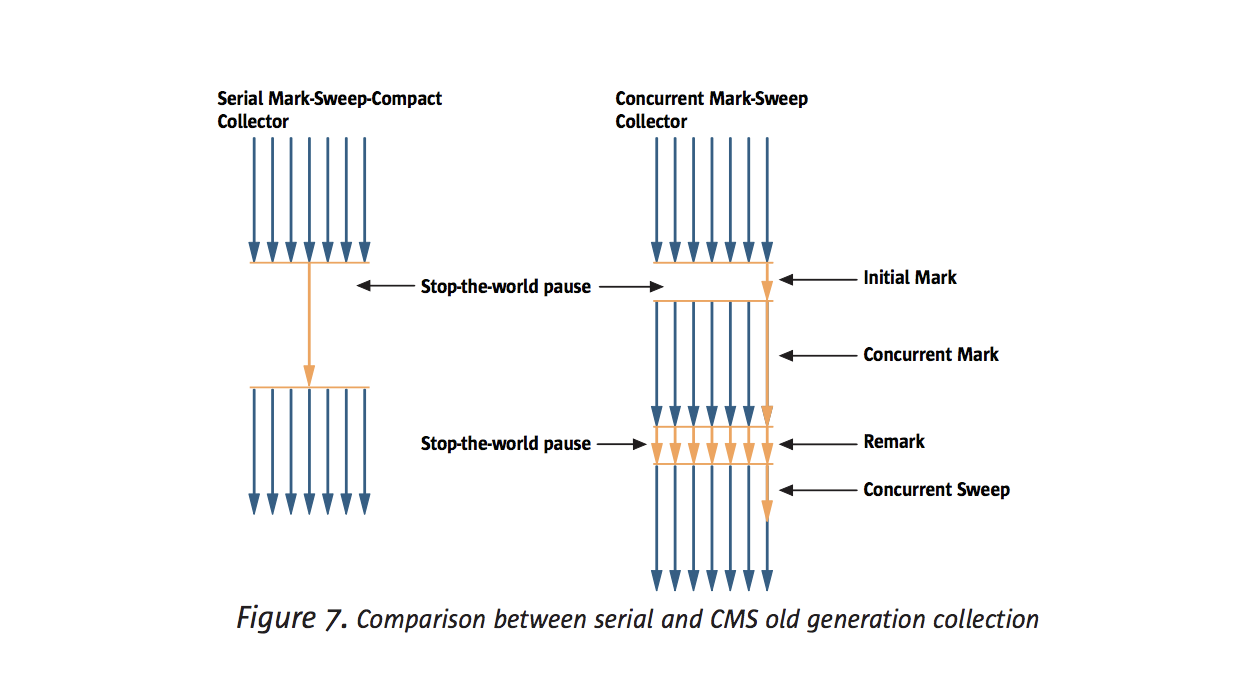 Serial Mark-Sweep-Compact
Collector
Concurrent Mark-Sweep
Collector
Stop-the-world pause
Initial Mark
Concurrent Mark
Stop-the-world pause
Remark
Concurrent Sweep
Figure 7. Comparison between serial and CMS old generation collection